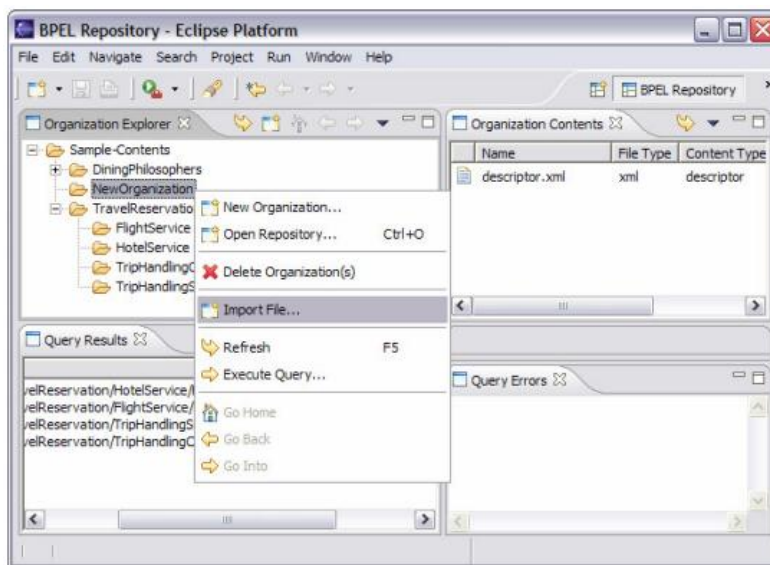 BPEL Repository - Eclipse Platform
File Edit Navigate Search Project Run Window Help
BPEL Repository
Organization Explorer
Sample-Contents
DiningPhilosophers
NewOrganization
TravelReservatio
FlightService
HotelService
TripHandlingC
TripHandlingS
New Organization...
Open Repository... Ctrl+O
Delete Organization(s)
Import File...
Refresh F5
Execute Query...
Go Home
Go Back
Go Into
Organization Contents
Name File Type Content Type
descriptor.xml xml descriptor
Query Results
velReservation/HotelService/
velReservation/FlightService/
velReservation/TripHandlingS
velReservation/TripHandlingC
Query Errors